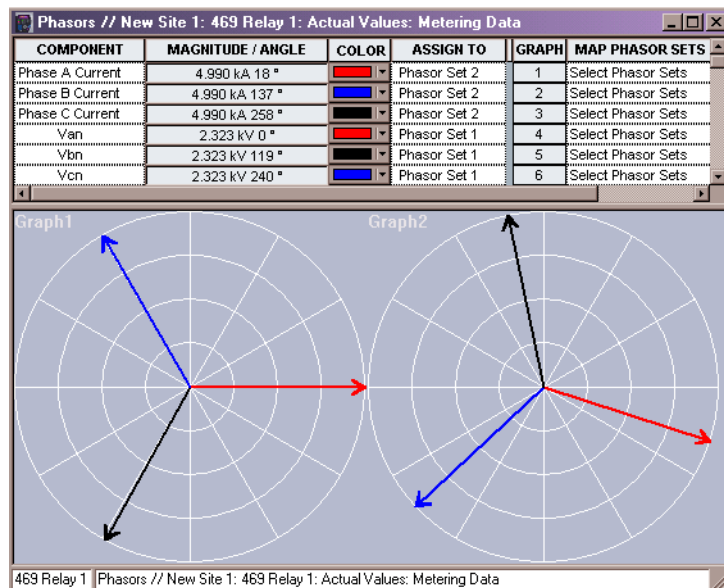 Phasors // New Site 1: 469 Relay 1: Actual Values: Metering Data
COMPONENT MAGNITUDE / ANGLE COLOR ASSIGN TO GRAPH MAP PHASOR SETS
Phase A Current 4.990 kA 18 ° Phasor Set 2 1 Select Phasor Sets
Phase B Current 4.990 kA 137 ° Phasor Set 2 2 Select Phasor Sets
Phase C Current 4.990 kA 258 ° Phasor Set 2 3 Select Phasor Sets
Van 2.323 kV 0 ° Phasor Set 1 4 Select Phasor Sets
Vbn 2.323 kV 119 ° Phasor Set 1 5 Select Phasor Sets
Vcn 2.323 kV 240 ° Phasor Set 1 6 Select Phasor Sets
Graph1 Graph2
469 Relay 1 Phasors // New Site 1: 469 Relay 1: Actual Values: Metering Data